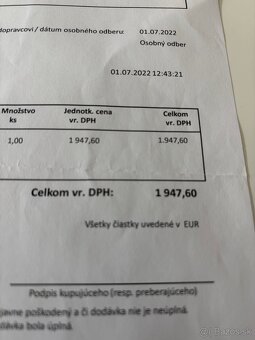 dopravcovi / dátum osobného odberu: 01.07.2022
Osobný odber
01.07.2022 12:43:21
Množstvo Jednotk. cena Celkom
ks vr. DPH vr. DPH
1,00 1 947,60 1.947,60
Celkom vr. DPH: 1 947,60
Všetky čiastky uvedené v EUR
Podpis kupujúceho (resp. preberajúceho)
javne poškodený a či dodávka nie je neúplná.
dávka bola úplná.